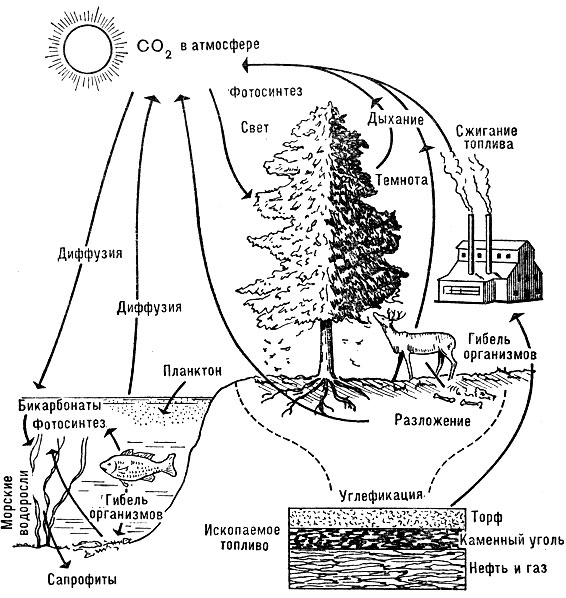 CO₂ в атмосфере
Фотосинтез
Свет
Дыхание
Темнота
Сжигание
топлива
Диффузия
Диффузия
Гибель
организмов
Планктон
Бикарбонаты
Фотосинтез
Разложение
Морские
водоросли
Гибель
организмов
Сапрофиты
Углефикация
Ископаемое
топливо
Торф
Каменный уголь
Нефть и газ